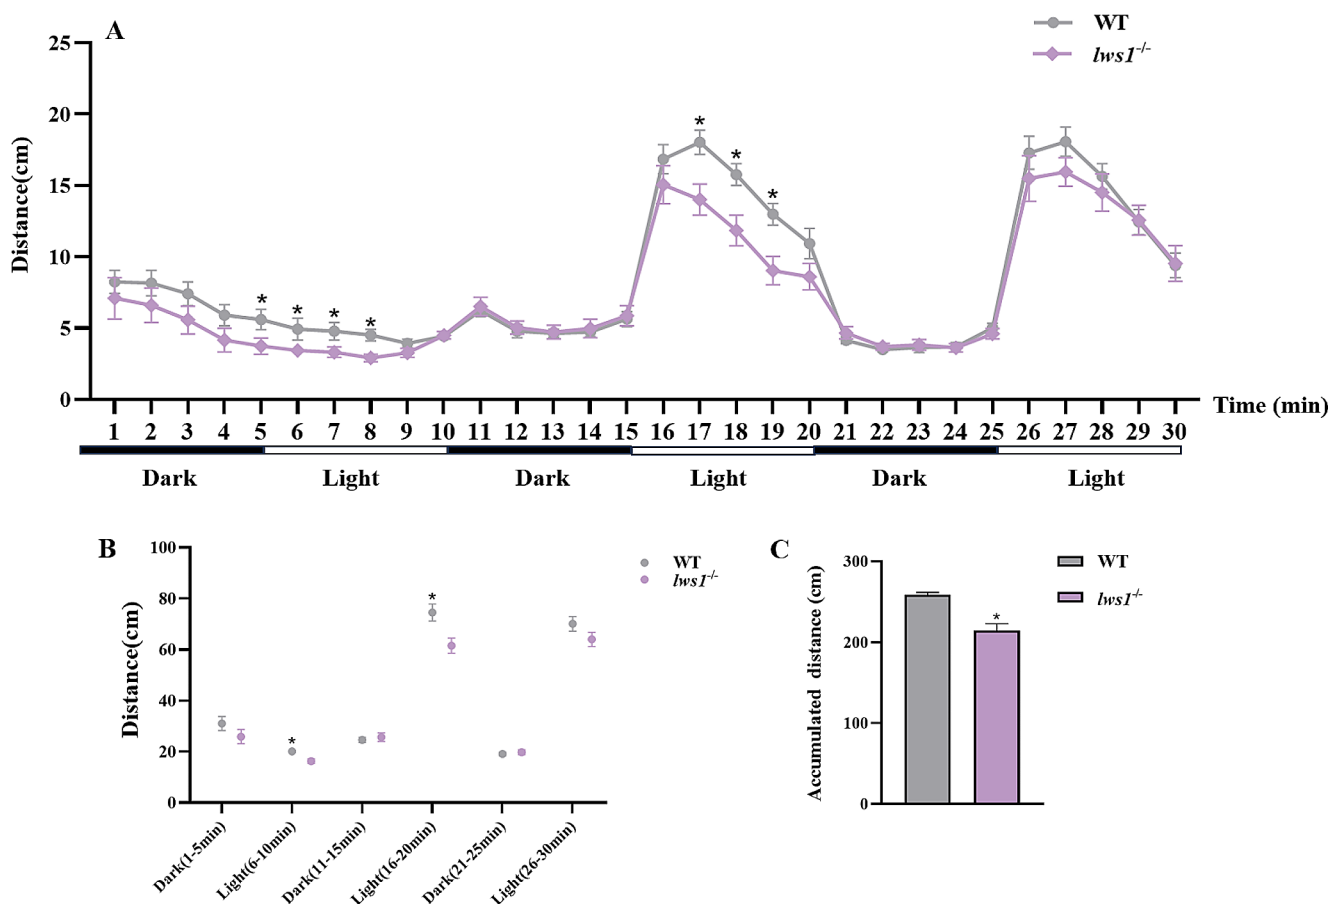 A
WT
lws1-/-
Distance(cm)
25
20
15
10
5
0
* * * * * * *
1 2 3 4 5 6 7 8 9 10 11 12 13 14 15 16 17 18 19 20 21 22 23 24 25 26 27 28 29 30
Time (min)
Dark Light Dark Light Dark Light
B
WT
lws1-/-
Distance(cm)
100
80
60
40
20
0
* *
Dark(1-5min)
Light(6-10min)
Dark(11-15min)
Light(16-20min)
Dark(21-25min)
Light(26-30min)
C
WT
lws1-/-
Accumulated distance (cm)
300
200
100
0
*